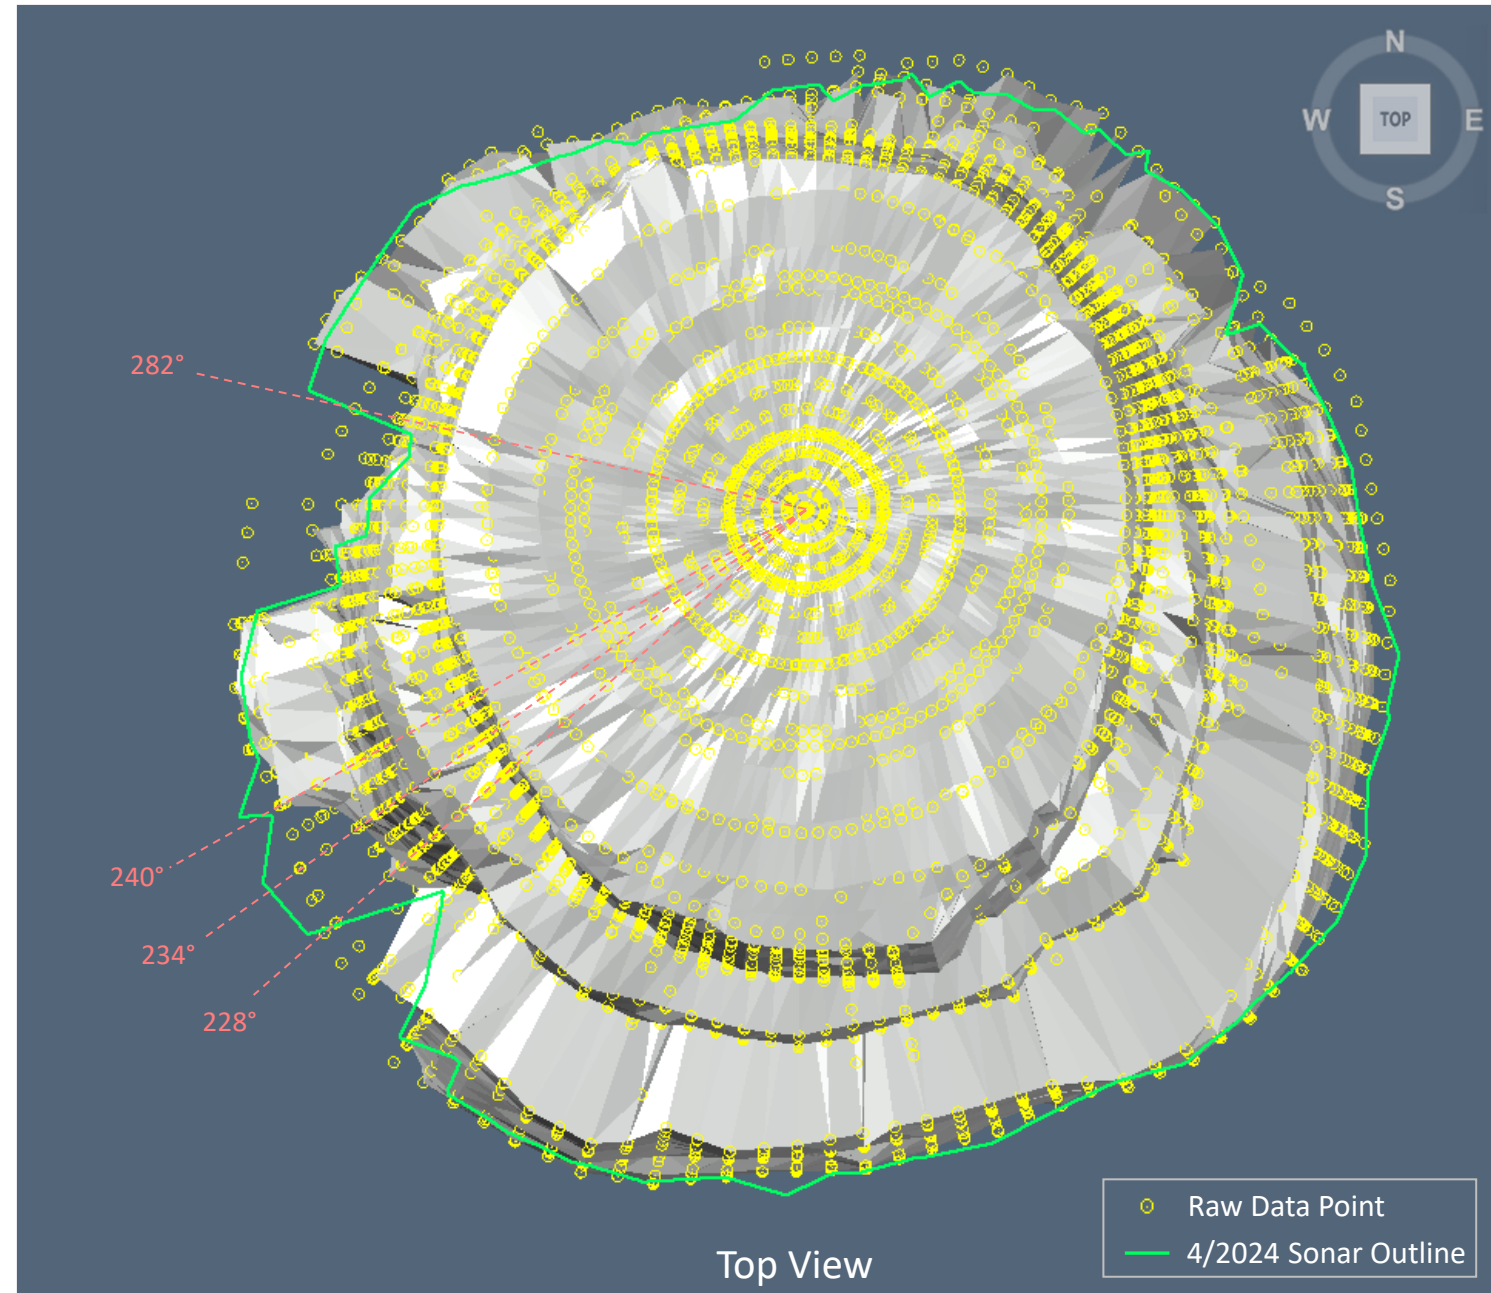 N
W TOP E
S
282°
240°
234°
228°
Raw Data Point
4/2024 Sonar Outline
Top View